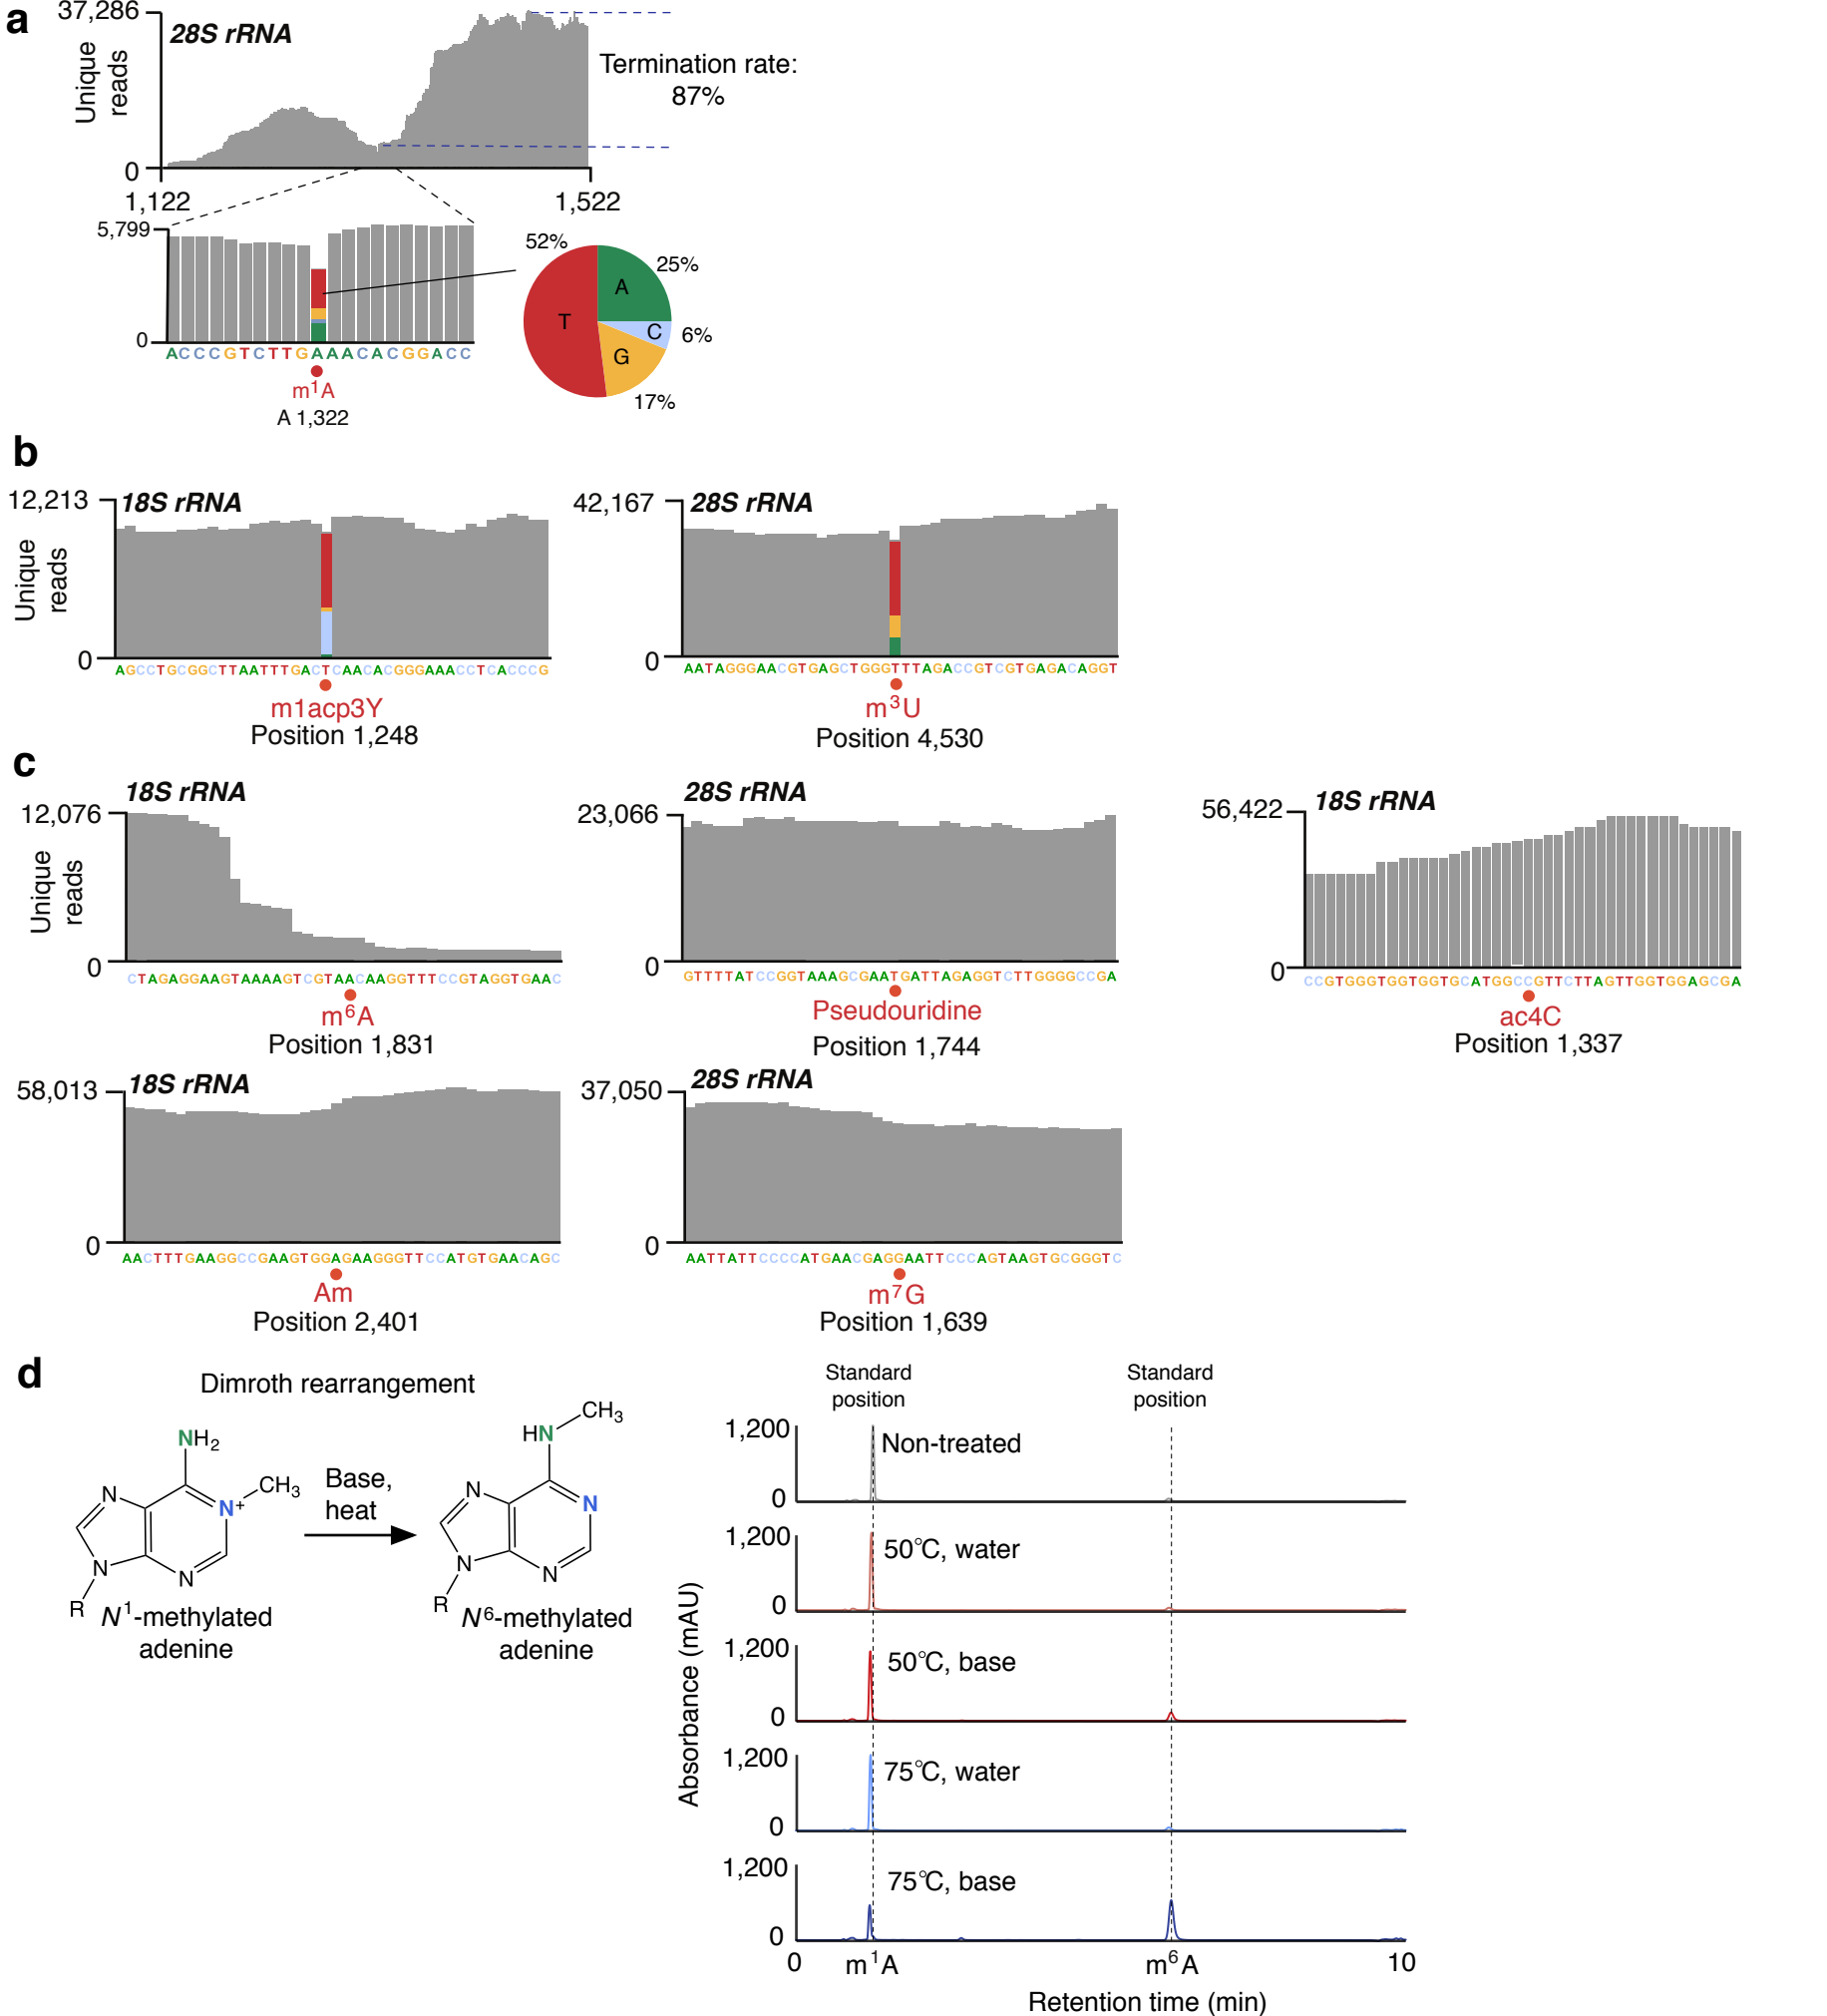 a
37,286
28S rRNA
Unique
reads
Termination rate:
87%
0
1,122
1,522
5,799
0
ACCCGTCTTGAAACACGGACC
m¹A
A 1,322
52%
25%
A
T
C
6%
G
17%
b
12,213
18S rRNA
Unique
reads
0
AGCCTGCGGCTTAATTTGACTCAACACGGGAAACCTCACCCG
m1acp3Y
Position 1,248
42,167
28S rRNA
0
AATAGGGAACGTGAGCTGGGTTTAGACCGTCGTGAGACAGGT
m³U
Position 4,530
c
18S rRNA
12,076
Unique
reads
0
CTAGAGGAAGTAAAAGTCGTAACAAGGTTTCCGTAGGTGAAC
m⁶A
Position 1,831
28S rRNA
23,066
0
GTTTTATCCGGTAAAGCGAATGATTAGAGGTCTTGGGGCCGA
Pseudouridine
Position 1,744
18S rRNA
56,422
0
CCGTGGGTGGTGGTGCATGGCCGTTCTTAGTTGGTGGAGCGA
ac4C
Position 1,337
18S rRNA
58,013
0
AACTTTGAAGGCCGAAGTGGAGAAGGGTTCCATGTGAACAGC
Am
Position 2,401
28S rRNA
37,050
0
AATTATTCCCCATGAACGAGGAATTCCCAGTAAGTGCGGGTC
m⁷G
Position 1,639
d
Dimroth rearrangement
NH₂
CH₃
N⁺
N
N
N
R
N¹-methylated
adenine
Base,
heat
HN
CH₃
N
N
N
N
R
N⁶-methylated
adenine
Standard
position
Standard
position
Absorbance (mAU)
1,200
Non-treated
0
1,200
50°C, water
0
1,200
50°C, base
0
1,200
75°C, water
0
1,200
75°C, base
0
0
m¹A
m⁶A
10
Retention time (min)